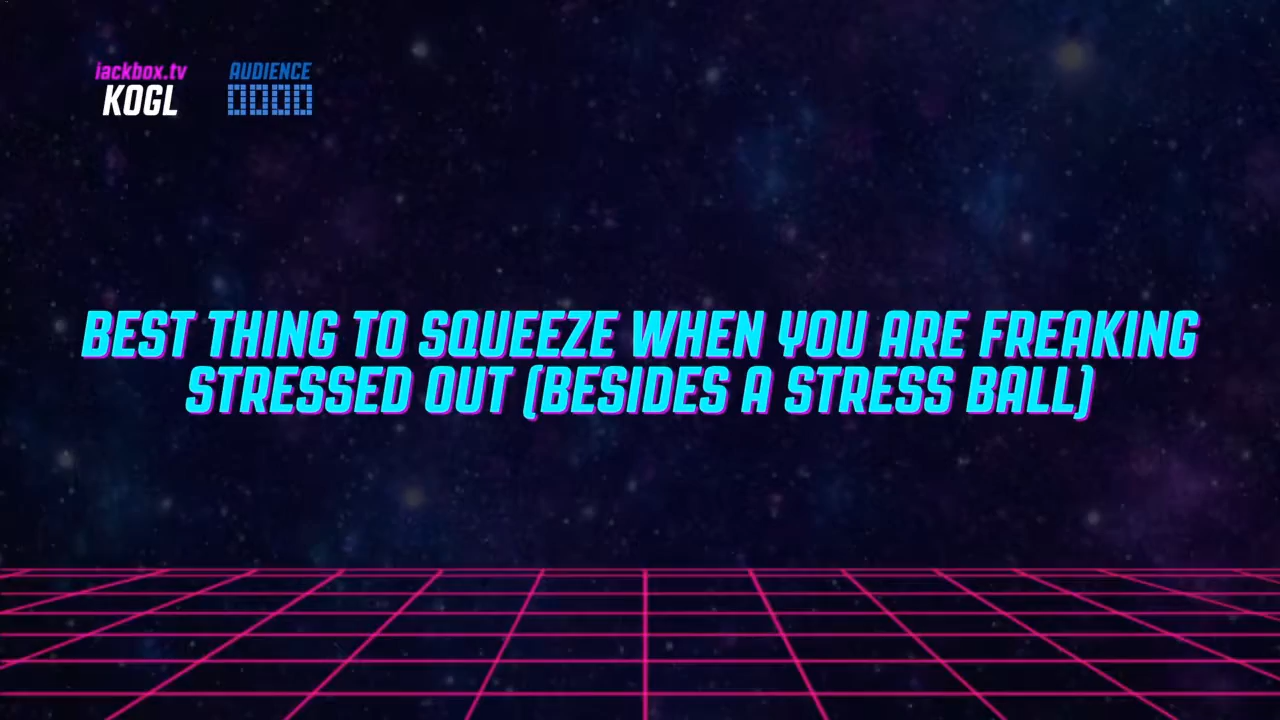 jackbox.tv
KOGL
AUDIENCE
0000
BEST THING TO SQUEEZE WHEN YOU ARE FREAKING
STRESSED OUT (BESIDES A STRESS BALL)